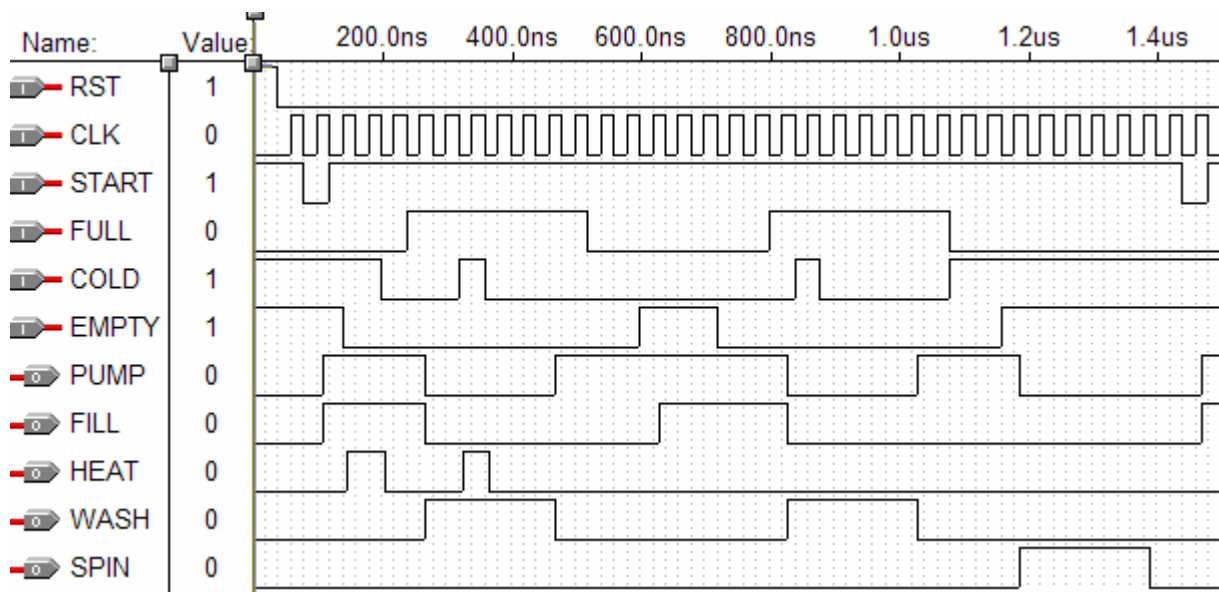 Name: Value: 200.0ns 400.0ns 600.0ns 800.0ns 1.0us 1.2us 1.4us
I RST 1
I CLK 0
I START 1
I FULL 0
I COLD 1
I EMPTY 1
O PUMP 0
O FILL 0
O HEAT 0
O WASH 0
O SPIN 0